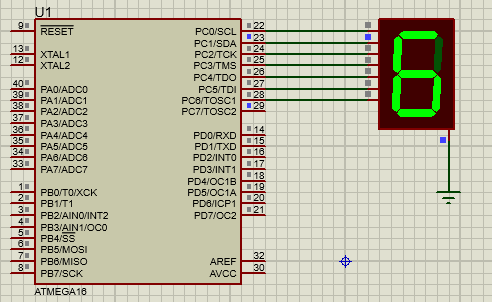 U1
9 RESET PC0/SCL 22
PC1/SDA 23
13 XTAL1 PC2/TCK 24
12 XTAL2 PC3/TMS 25
PC4/TDO 26
40 PA0/ADC0 PC5/TDI 27
39 PA1/ADC1 PC6/TOSC1 28
38 PA2/ADC2 PC7/TOSC2 29
37 PA3/ADC3
36 PA4/ADC4 PD0/RXD 14
35 PA5/ADC5 PD1/TXD 15
34 PA6/ADC6 PD2/INT0 16
33 PA7/ADC7 PD3/INT1 17
PD4/OC1B 18
1 PB0/T0/XCK PD5/OC1A 19
2 PB1/T1 PD6/ICP1 20
3 PB2/AIN0/INT2 PD7/OC2 21
4 PB3/AIN1/OC0
5 PB4/SS
6 PB5/MOSI
7 PB6/MISO AREF 32
8 PB7/SCK AVCC 30
ATMEGA16
6